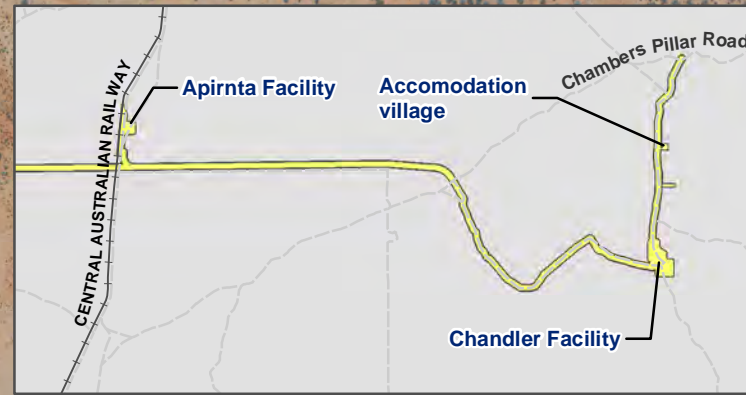 Chambers Pillar Road
Apirnta Facility
Accomodation
village
CENTRAL AUSTRALIAN RAILWAY
Chandler Facility